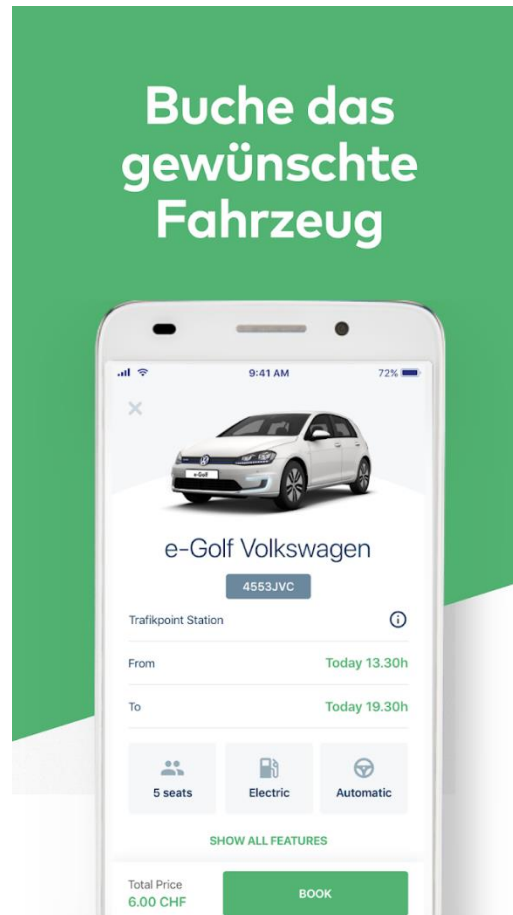 Buche das
gewünschte
Fahrzeug
9:41 AM 72%
e-Golf
e-Golf Volkswagen
4553JVC
Trafikpoint Station
From Today 13.30h
To Today 19.30h
5 seats Electric Automatic
SHOW ALL FEATURES
Total Price
6.00 CHF
BOOK